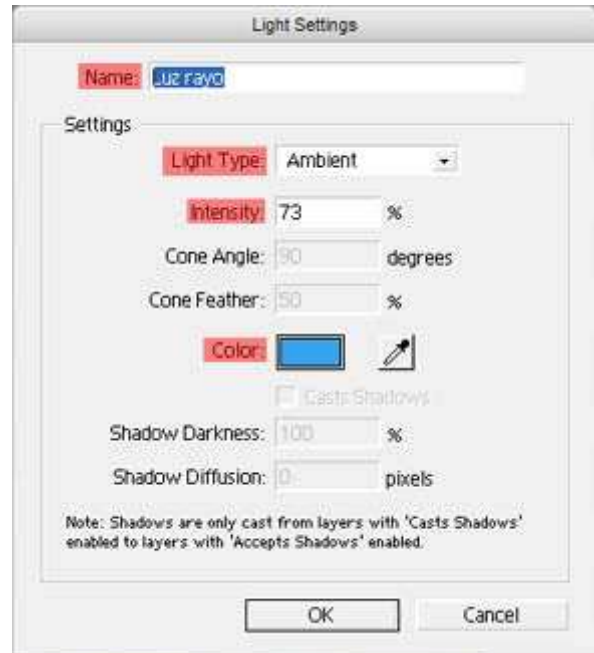 Light Settings
Name: Luz rayo
Settings
Light Type: Ambient
Intensity: 73 %
Cone Angle: 90 degrees
Cone Feather: 50 %
Color:
Casts Shadows
Shadow Darkness: 100 %
Shadow Diffusion: 0 pixels
Note: Shadows are only cast from layers with 'Casts Shadows'
enabled to layers with 'Accepts Shadows' enabled.
OK Cancel